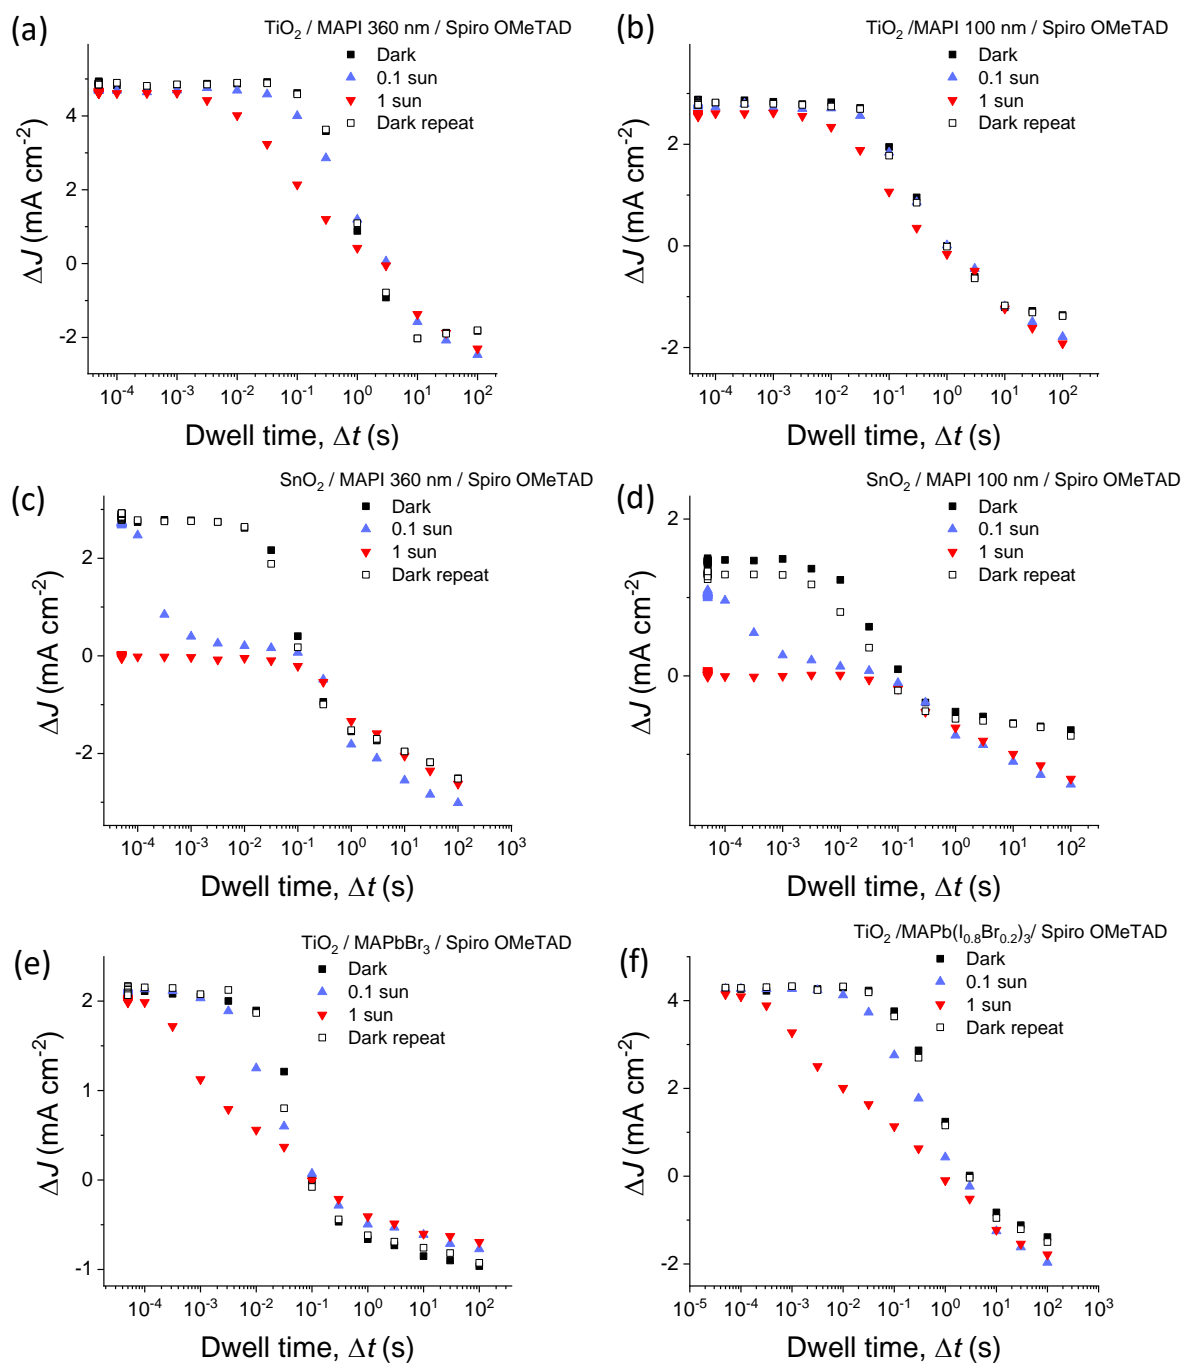 (a)
TiO2 / MAPI 360 nm / Spiro OMeTAD
Dark
0.1 sun
1 sun
Dark repeat
4
2
0
-2
ΔJ (mA cm-2)
10-4 10-3 10-2 10-1 100 101 102
Dwell time, Δt (s)
(b)
TiO2 /MAPI 100 nm / Spiro OMeTAD
Dark
0.1 sun
1 sun
Dark repeat
2
0
-2
ΔJ (mA cm-2)
10-4 10-3 10-2 10-1 100 101 102
Dwell time, Δt (s)
(c)
SnO2 / MAPI 360 nm / Spiro OMeTAD
Dark
0.1 sun
1 sun
Dark repeat
2
0
-2
ΔJ (mA cm-2)
10-4 10-3 10-2 10-1 100 101 102 103
Dwell time, Δt (s)
(d)
SnO2 / MAPI 100 nm / Spiro OMeTAD
Dark
0.1 sun
1 sun
Dark repeat
2
0
ΔJ (mA cm-2)
10-4 10-3 10-2 10-1 100 101 102
Dwell time, Δt (s)
(e)
TiO2 / MAPbBr3 / Spiro OMeTAD
Dark
0.1 sun
1 sun
Dark repeat
2
1
0
-1
ΔJ (mA cm-2)
10-4 10-3 10-2 10-1 100 101 102
Dwell time, Δt (s)
(f)
TiO2 /MAPb(I0.8Br0.2)3/ Spiro OMeTAD
Dark
0.1 sun
1 sun
Dark repeat
4
2
0
-2
ΔJ (mA cm-2)
10-5 10-4 10-3 10-2 10-1 100 101 102 103
Dwell time, Δt (s)